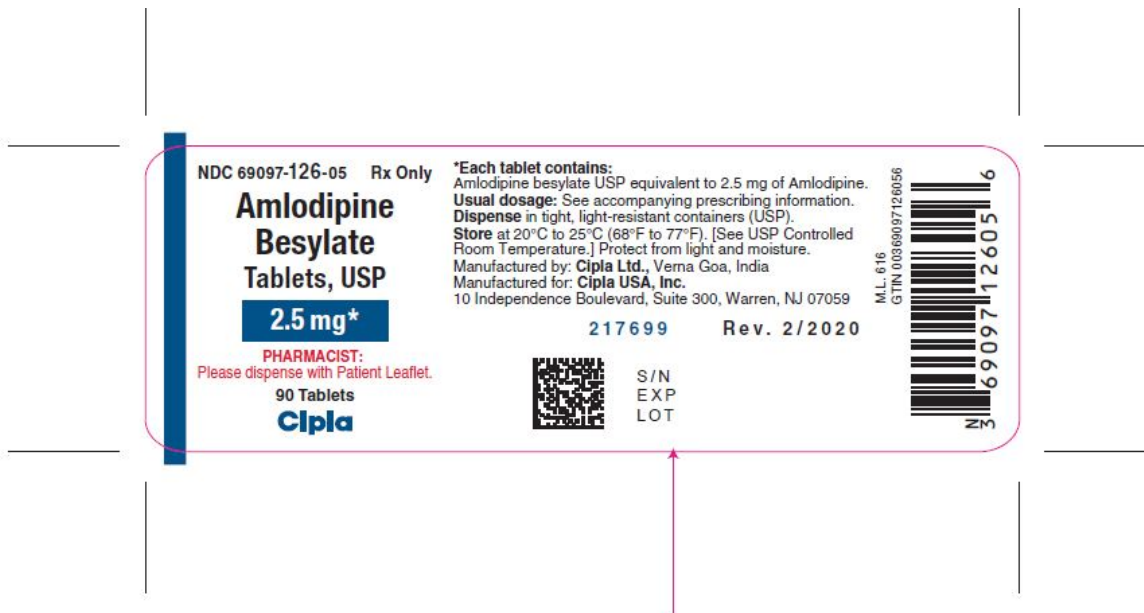 NDC 69097-126-05 Rx Only
Amlodipine
Besylate
Tablets, USP
2.5 mg*
PHARMACIST:
Please dispense with Patient Leaflet.
90 Tablets
Cipla
*Each tablet contains:
Amlodipine besylate USP equivalent to 2.5 mg of Amlodipine.
Usual dosage: See accompanying prescribing information.
Dispense in tight, light-resistant containers (USP).
Store at 20°C to 25°C (68°F to 77°F). [See USP Controlled
Room Temperature.] Protect from light and moisture.
Manufactured by: Cipla Ltd., Verna Goa, India
Manufactured for: Cipla USA, Inc.
10 Independence Boulevard, Suite 300, Warren, NJ 07059
217699 Rev. 2/2020
S/N
EXP
LOT
M.L. 616
GTIN 00369097126056
N
3 69097 12605 6